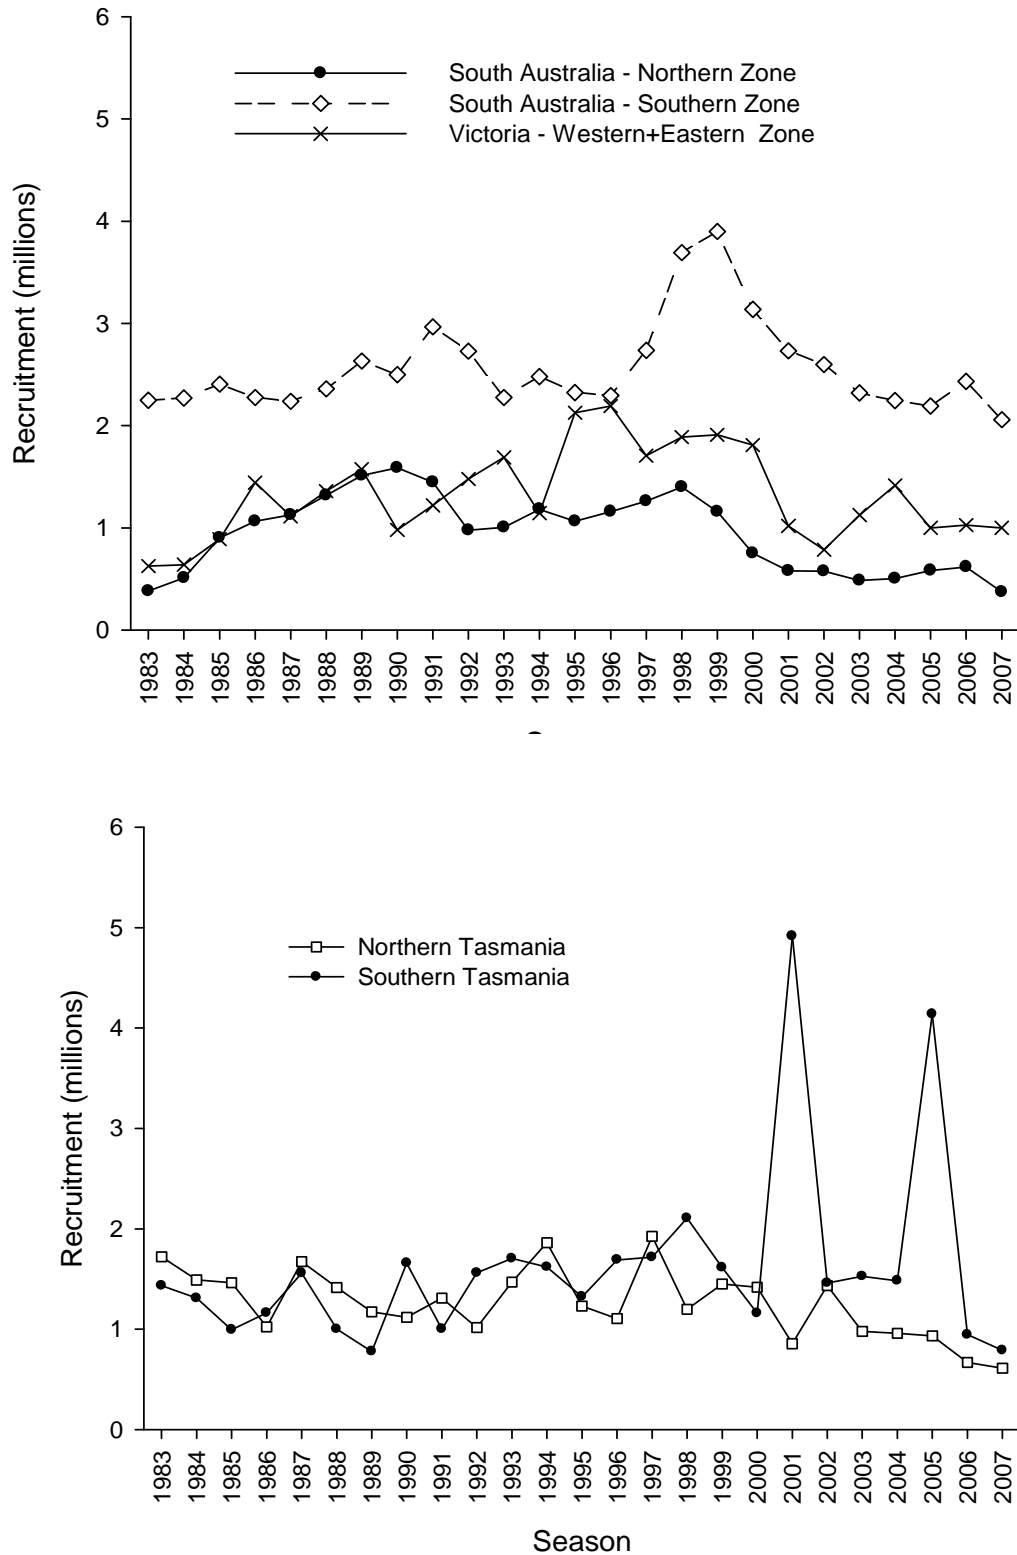 6
South Australia - Northern Zone
South Australia - Southern Zone
Victoria - Western+Eastern  Zone
5
4
3
2
1
0
Recruitment (millions)
1983 1984 1985 1986 1987 1988 1989 1990 1991 1992 1993 1994 1995 1996 1997 1998 1999 2000 2001 2002 2003 2004 2005 2006 2007
6
5
Northern Tasmania
Southern Tasmania
4
3
2
1
0
Recruitment (millions)
1983 1984 1985 1986 1987 1988 1989 1990 1991 1992 1993 1994 1995 1996 1997 1998 1999 2000 2001 2002 2003 2004 2005 2006 2007
Season